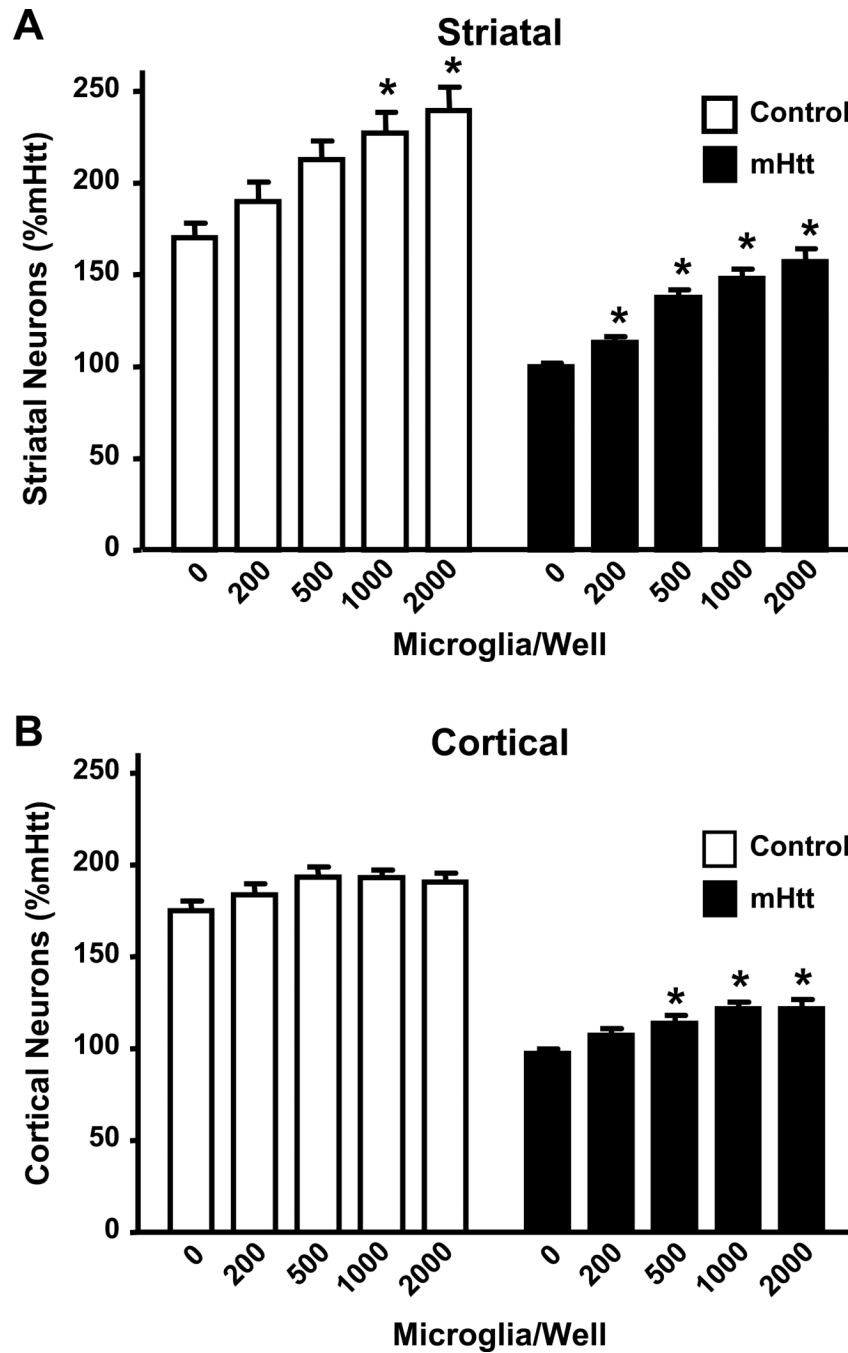 A
Striatal
Striatal Neurons (%mHtt)
250
200
150
100
50
0
* *
* * * *
Control
mHtt
0 200 500 1000 2000 0 200 500 1000 2000
Microglia/Well
B
Cortical
Cortical Neurons (%mHtt)
250
200
150
100
50
0
* * *
Control
mHtt
0 200 500 1000 2000 0 200 500 1000 2000
Microglia/Well